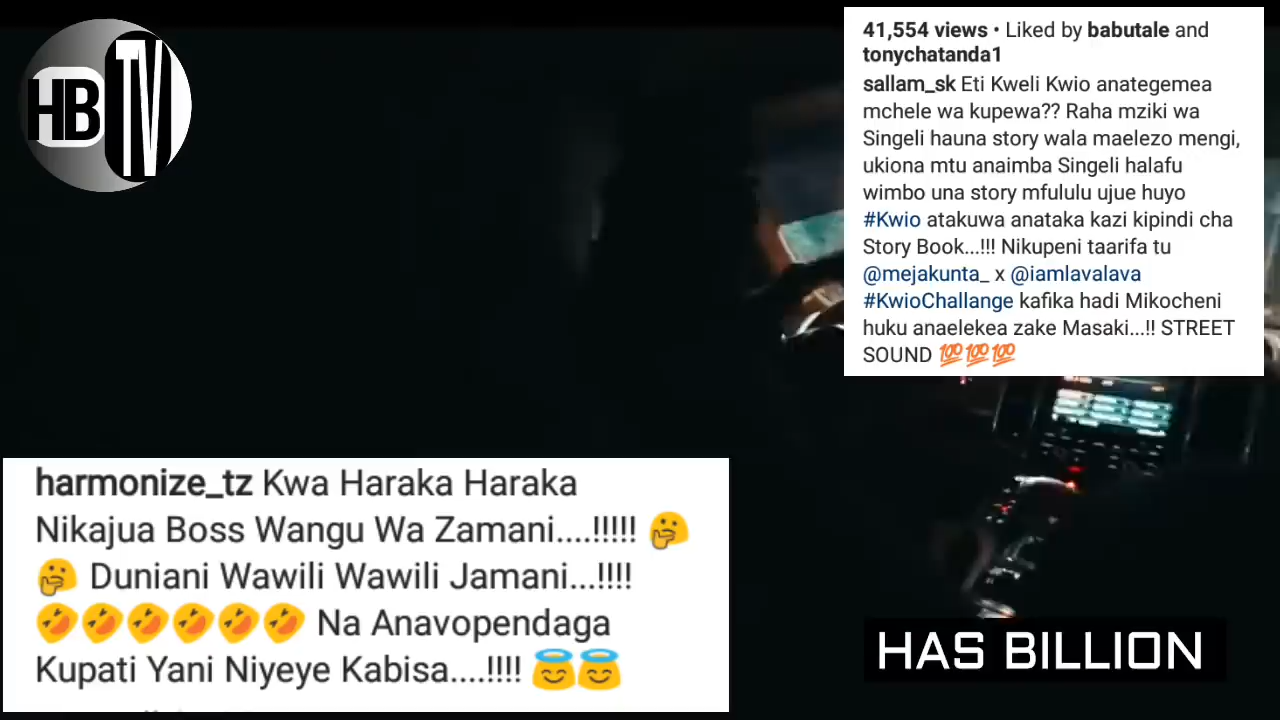 HB TV
41,554 views • Liked by babutale and
tonychatanda1
sallam_sk Eti Kweli Kwio anategemea
mchele wa kupewa?? Raha mziki wa
Singeli hauna story wala maelezo mengi,
ukiona mtu anaimba Singeli halafu
wimbo una story mfululu ujue huyo
#Kwio atakuwa anataka kazi kipindi cha
Story Book...!!! Nikupeni taarifa tu
@mejakunta_ x @iamlavalava
#KwioChallange kafika hadi Mikocheni
huku anaelekea zake Masaki...!! STREET
SOUND 💯💯💯
harmonize_tz Kwa Haraka Haraka
Nikajua Boss Wangu Wa Zamani....!!!!! 🤔
🤔 Duniani Wawili Wawili Jamani...!!!!
🤣🤣🤣🤣🤣🤣 Na Anavopendaga
Kupati Yani Niyeye Kabisa....!!!! 😇😇
HAS BILLION